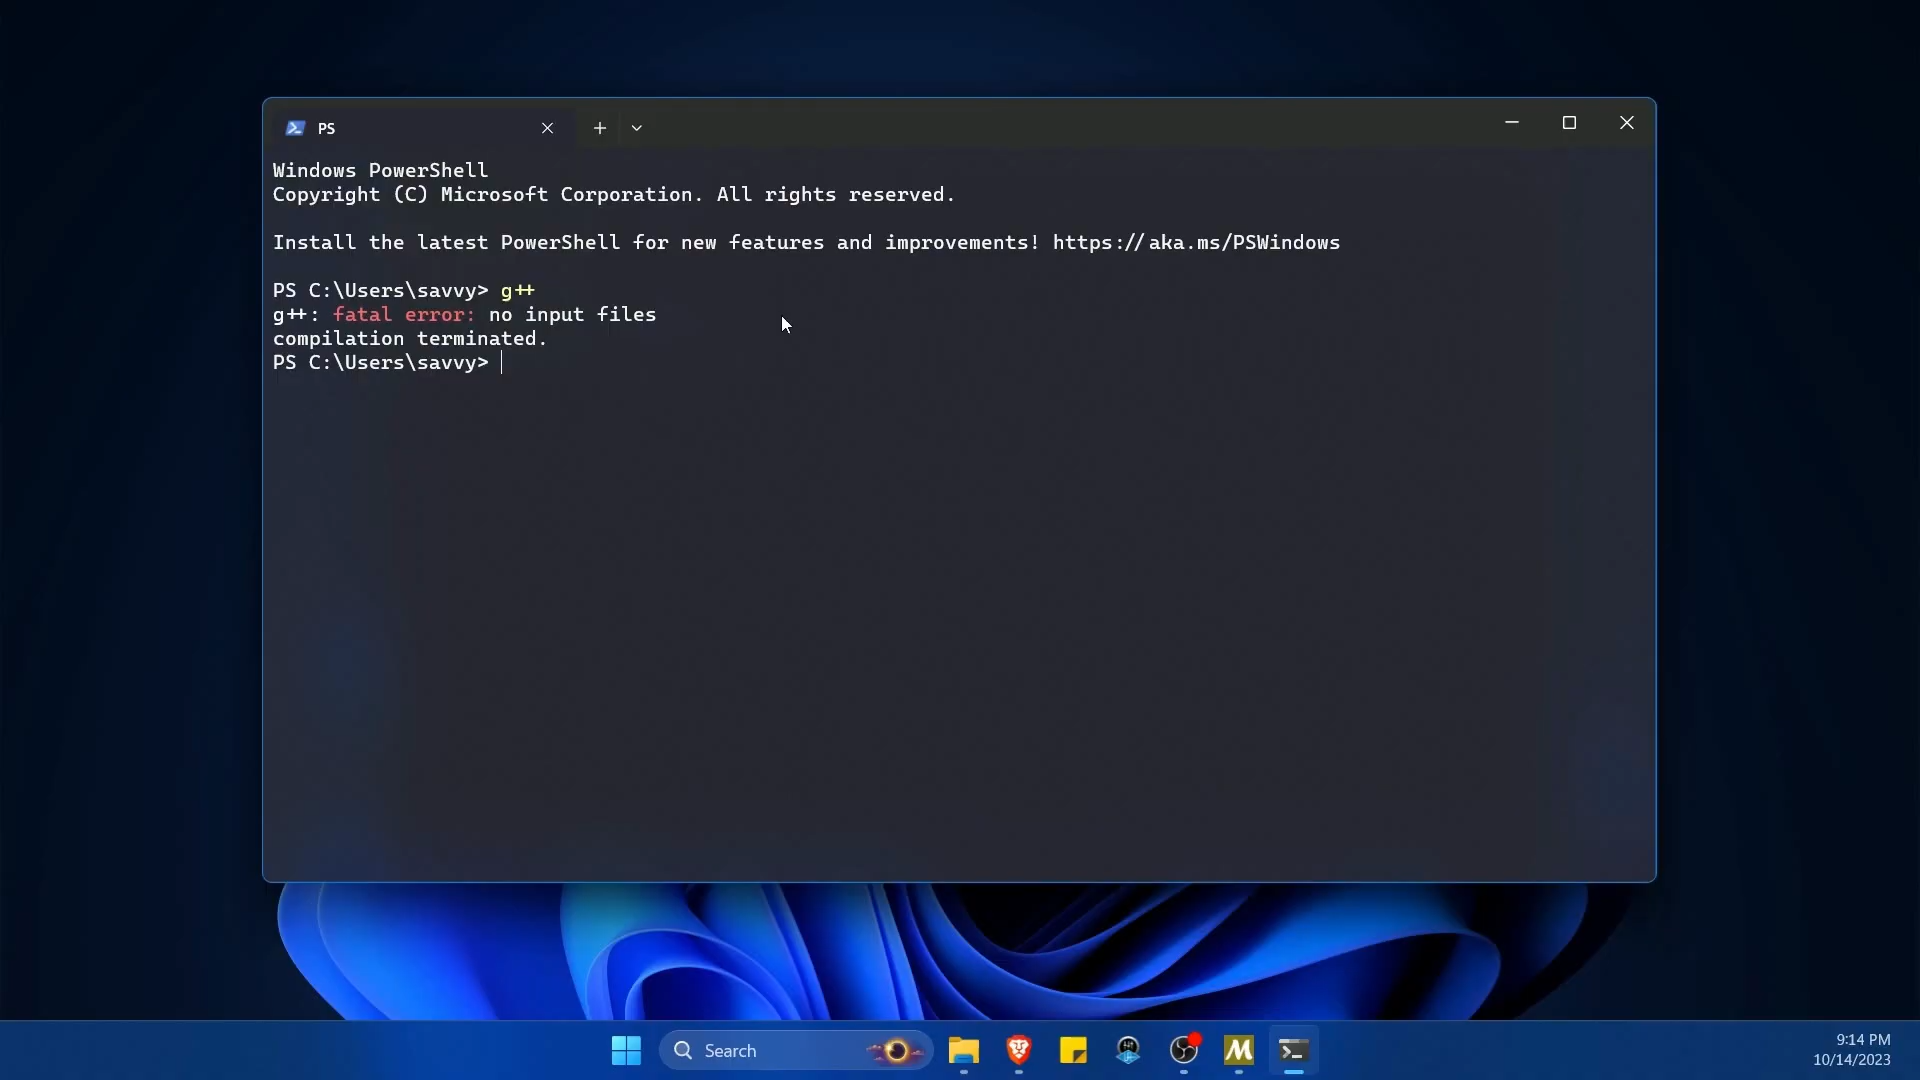 PS
Windows PowerShell
Copyright (C) Microsoft Corporation. All rights reserved.
Install the latest PowerShell for new features and improvements! https://aka.ms/PSWindows
PS C:\Users\savvy> g++
g++: fatal error: no input files
compilation terminated.
PS C:\Users\savvy>
Search
9:14 PM
10/14/2023